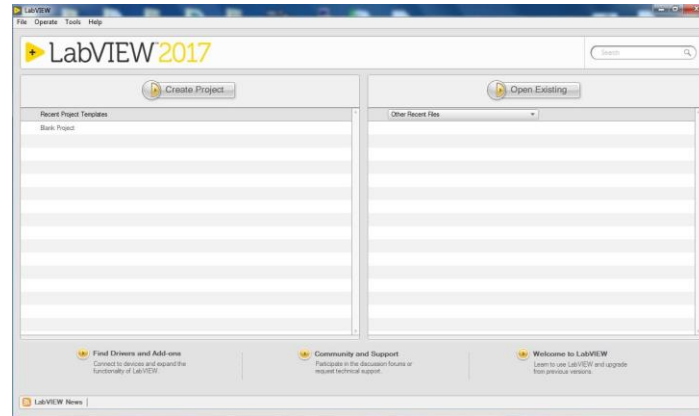 LabVIEW
File Operate Tools Help
LabVIEW 2017
Search
Create Project
Open Existing
Recent Project Templates
Other Recent Files
Blank Project
Find Drivers and Add-ons
Connect to devices and expand the
functionality of LabVIEW.
Community and Support
Participate in the discussion forums or
request technical support.
Welcome to LabVIEW
Learn to use LabVIEW and upgrade
from previous versions.
LabVIEW News